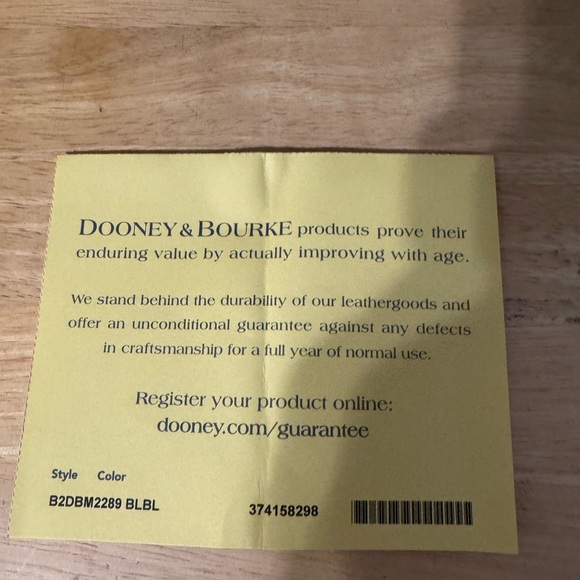 DOONEY & BOURKE products prove their
enduring value by actually improving with age.
We stand behind the durability of our leathergoods and
offer an unconditional guarantee against any defects
in craftsmanship for a full year of normal use.
Register your product online:
dooney.com/guarantee
Style Color
B2DBM2289 BLBL 374158298